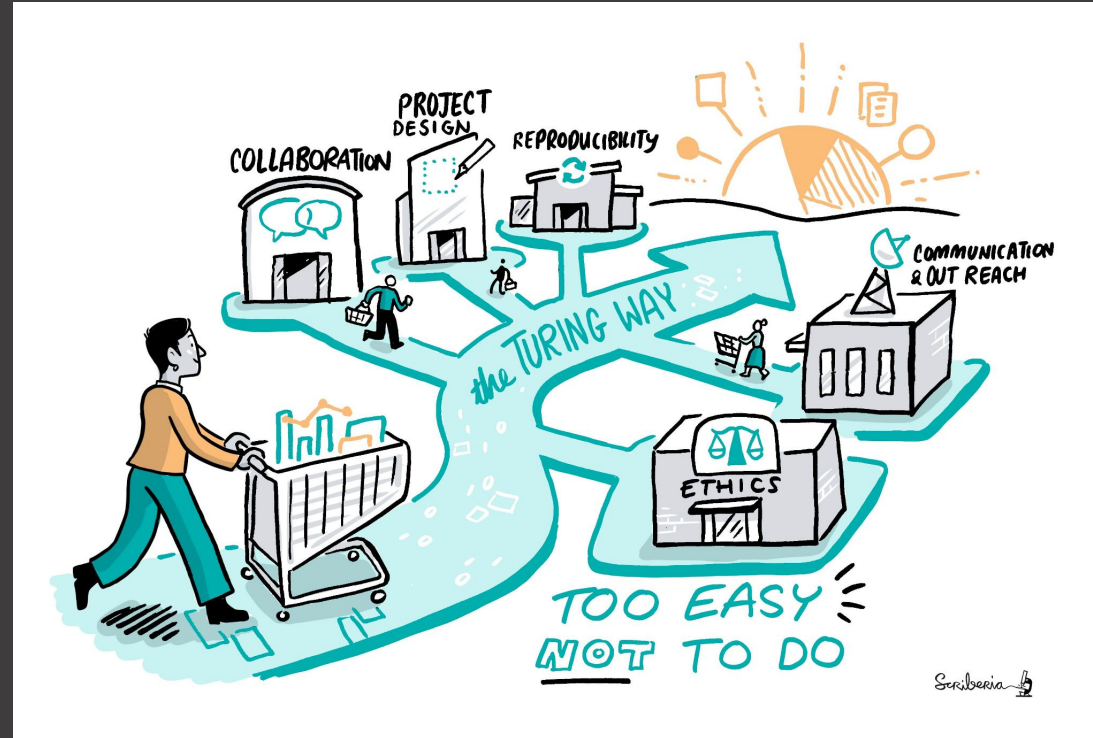 PROJECT
DESIGN
REPRODUCIBILITY
COLLABORATION
COMMUNICATION
& OUT REACH
the TURING WAY
ETHICS
TOO EASY
NOT TO DO
Scriberia